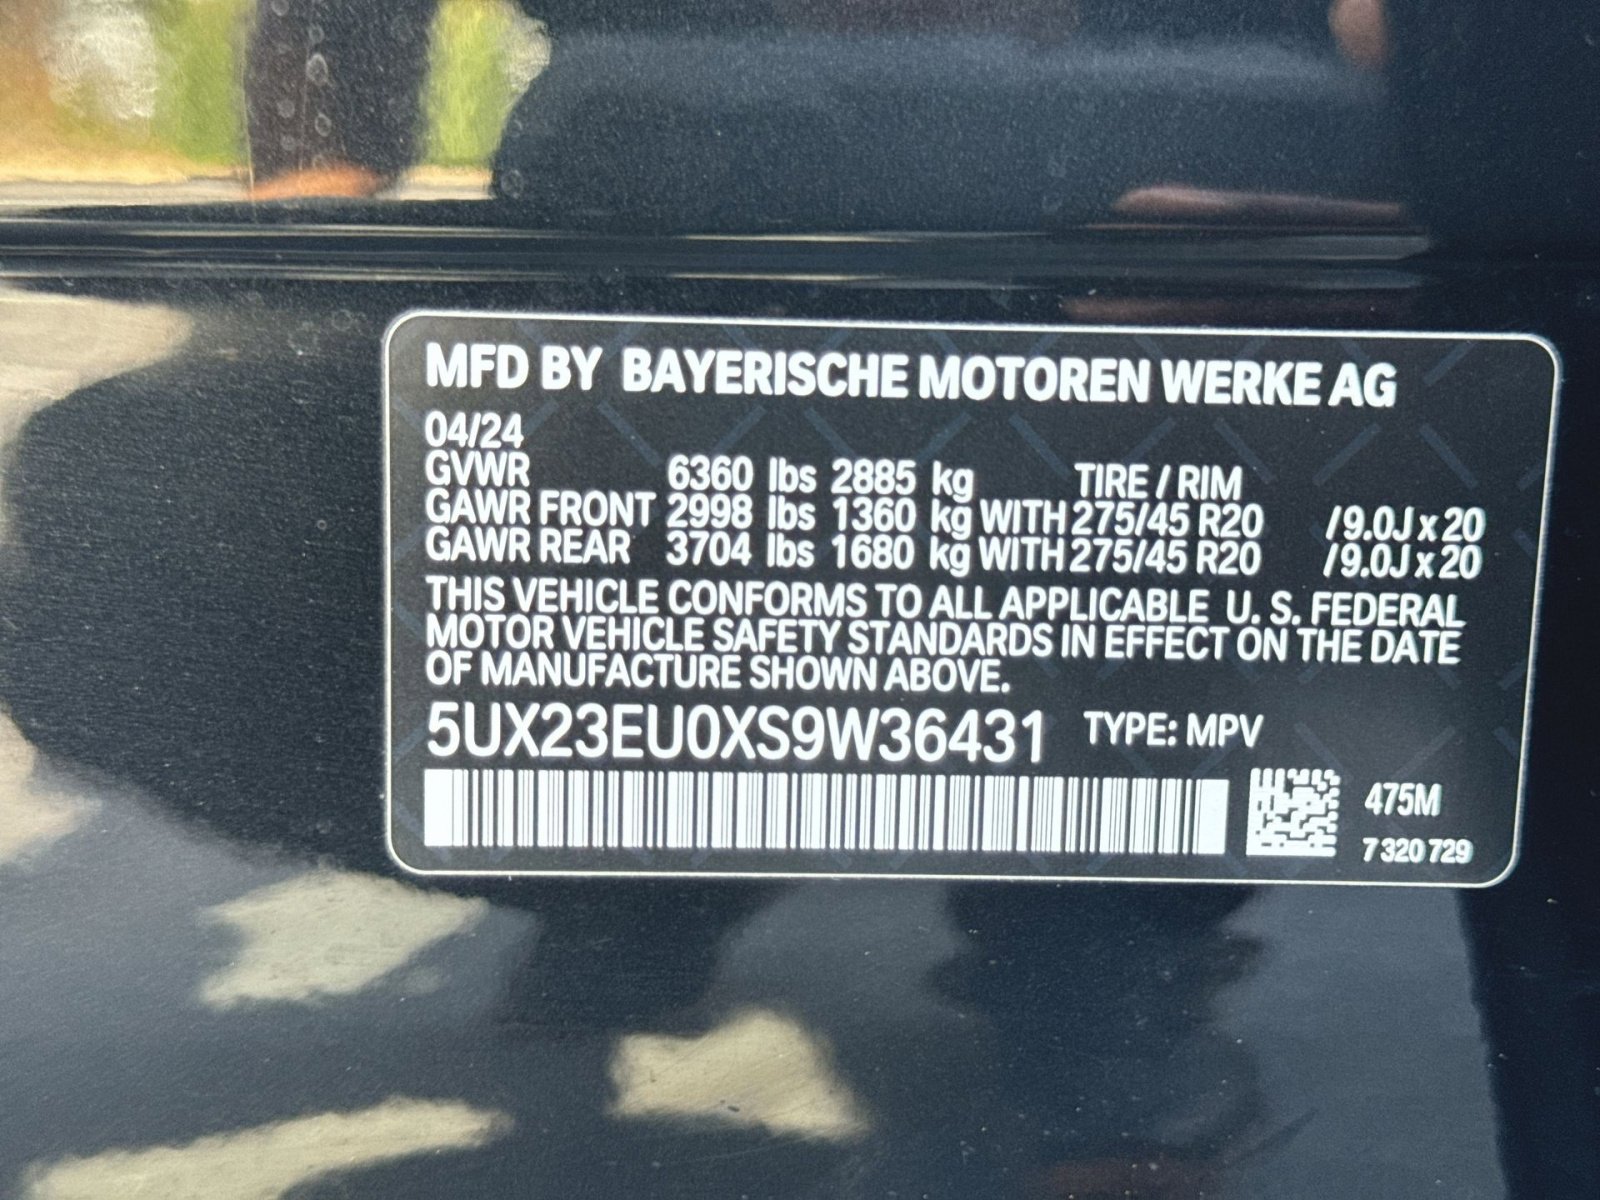 MFD BY BAYERISCHE MOTOREN WERKE AG
04/24
GVWR 6360 lbs 2885 kg TIRE / RIM
GAWR FRONT 2998 lbs 1360 kg WITH 275/45 R20 /9.0J x 20
GAWR REAR 3704 lbs 1680 kg WITH 275/45 R20 /9.0J x 20
THIS VEHICLE CONFORMS TO ALL APPLICABLE U. S. FEDERAL
MOTOR VEHICLE SAFETY STANDARDS IN EFFECT ON THE DATE
OF MANUFACTURE SHOWN ABOVE.
5UX23EU0XS9W36431 TYPE: MPV
475M
7 320 729